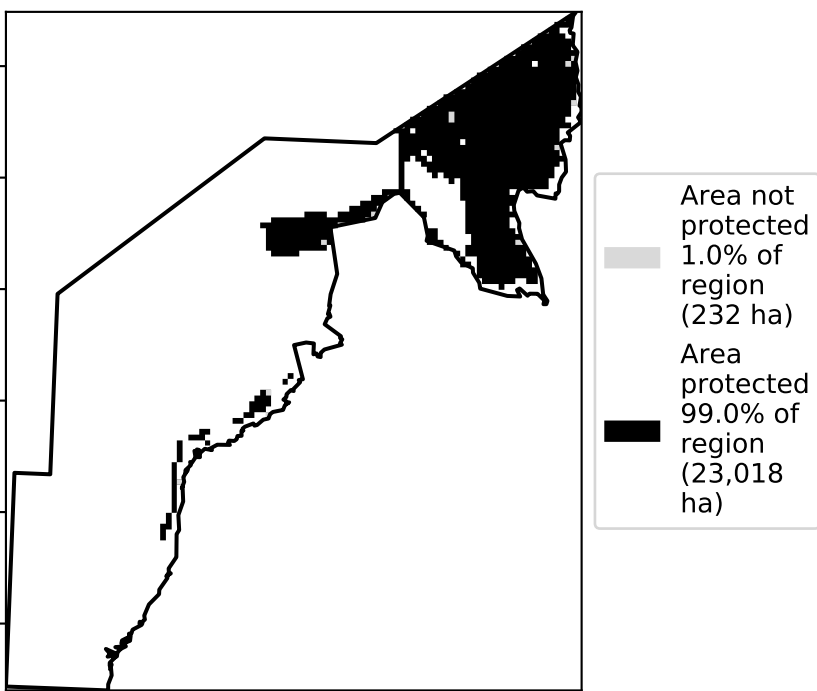 Area not
protected
1.0% of
region
(232 ha)
Area
protected
99.0% of
region
(23,018
ha)